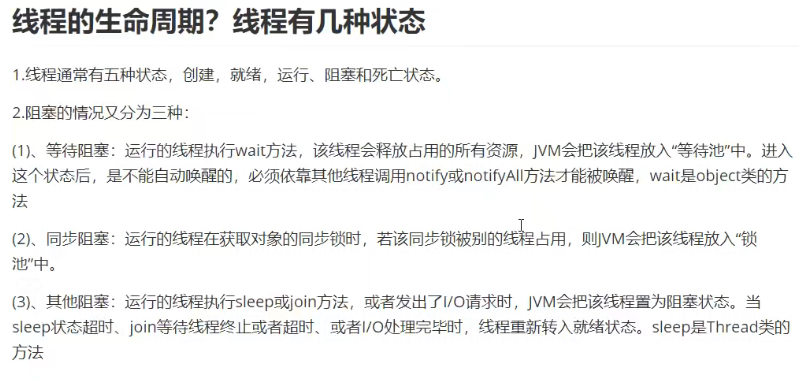 线程的生命周期？线程有几种状态
1.线程通常有五种状态，创建，就绪，运行、阻塞和死亡状态。
2.阻塞的情况又分为三种：
(1)、等待阻塞：运行的线程执行wait方法，该线程会释放占用的所有资源，JVM会把该线程放入“等待池”中。进入
这个状态后，是不能自动唤醒的，必须依靠其他线程调用notify或notifyAll方法才能被唤醒，wait是object类的方
法
(2)、同步阻塞：运行的线程在获取对象的同步锁时，若该同步锁被别的线程占用，则JVM会把该线程放入“锁
池”中。
(3)、其他阻塞：运行的线程执行sleep或join方法，或者发出了I/O请求时，JVM会把该线程置为阻塞状态。当
sleep状态超时、join等待线程终止或者超时、或者I/O处理完毕时，线程重新转入就绪状态。sleep是Thread类的
方法